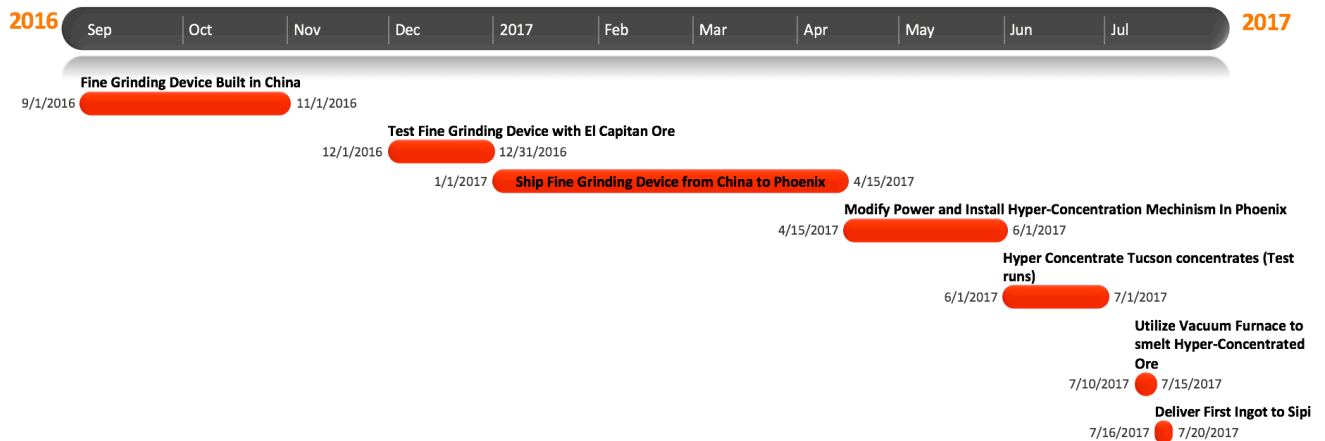 2016 Sep Oct Nov Dec 2017 Feb Mar Apr May Jun Jul 2017
Fine Grinding Device Built in China
9/1/2016 11/1/2016
Test Fine Grinding Device with El Capitan Ore
12/1/2016 12/31/2016
1/1/2017 Ship Fine Grinding Device from China to Phoenix 4/15/2017
Modify Power and Install Hyper-Concentration Mechinism In Phoenix
4/15/2017 6/1/2017
Hyper Concentrate Tucson concentrates (Test
runs)
6/1/2017 7/1/2017
Utilize Vacuum Furnace to
smelt Hyper-Concentrated
Ore
7/10/2017 7/15/2017
Deliver First Ingot to Sipi
7/16/2017 7/20/2017